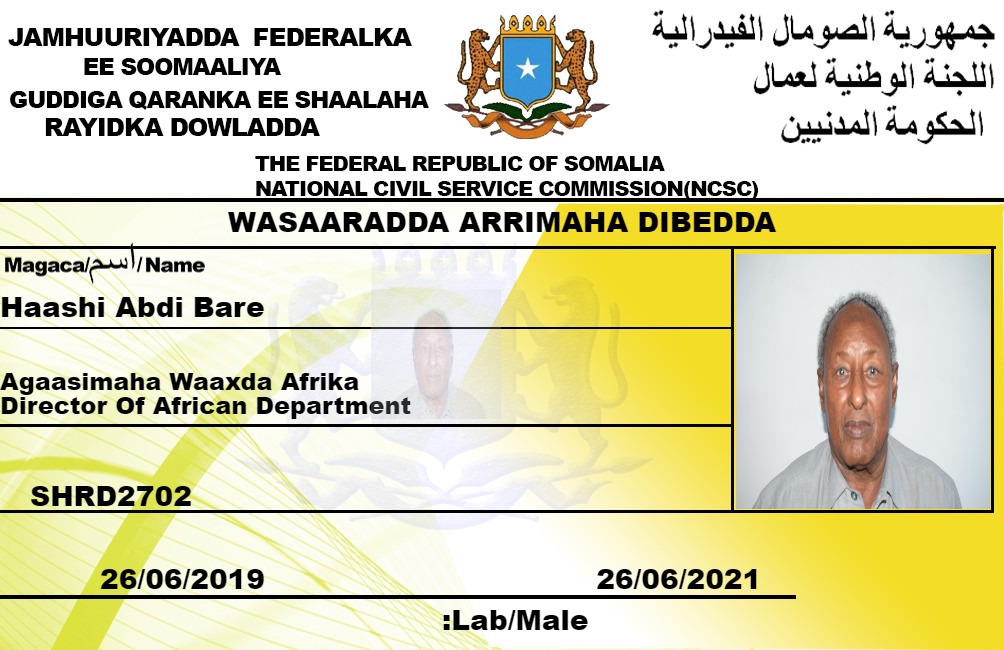 JAMHUURIYADDA FEDERALKA
EE SOOMAALIYA
GUDDIGA QARANKA EE SHAALAHA
RAYIDKA DOWLADDA
جمهورية الصومال الفيدرالية
اللجنة الوطنية لعمال
الحكومة المدنيين
THE FEDERAL REPUBLIC OF SOMALIA
NATIONAL CIVIL SERVICE COMMISSION(NCSC)
WASAARADDA ARRIMAHA DIBEDDA
Magaca/اسم/Name
Haashi Abdi Bare
Agaasimaha Waaxda Afrika
Director Of African Department
SHRD2702
26/06/2019 26/06/2021
:Lab/Male